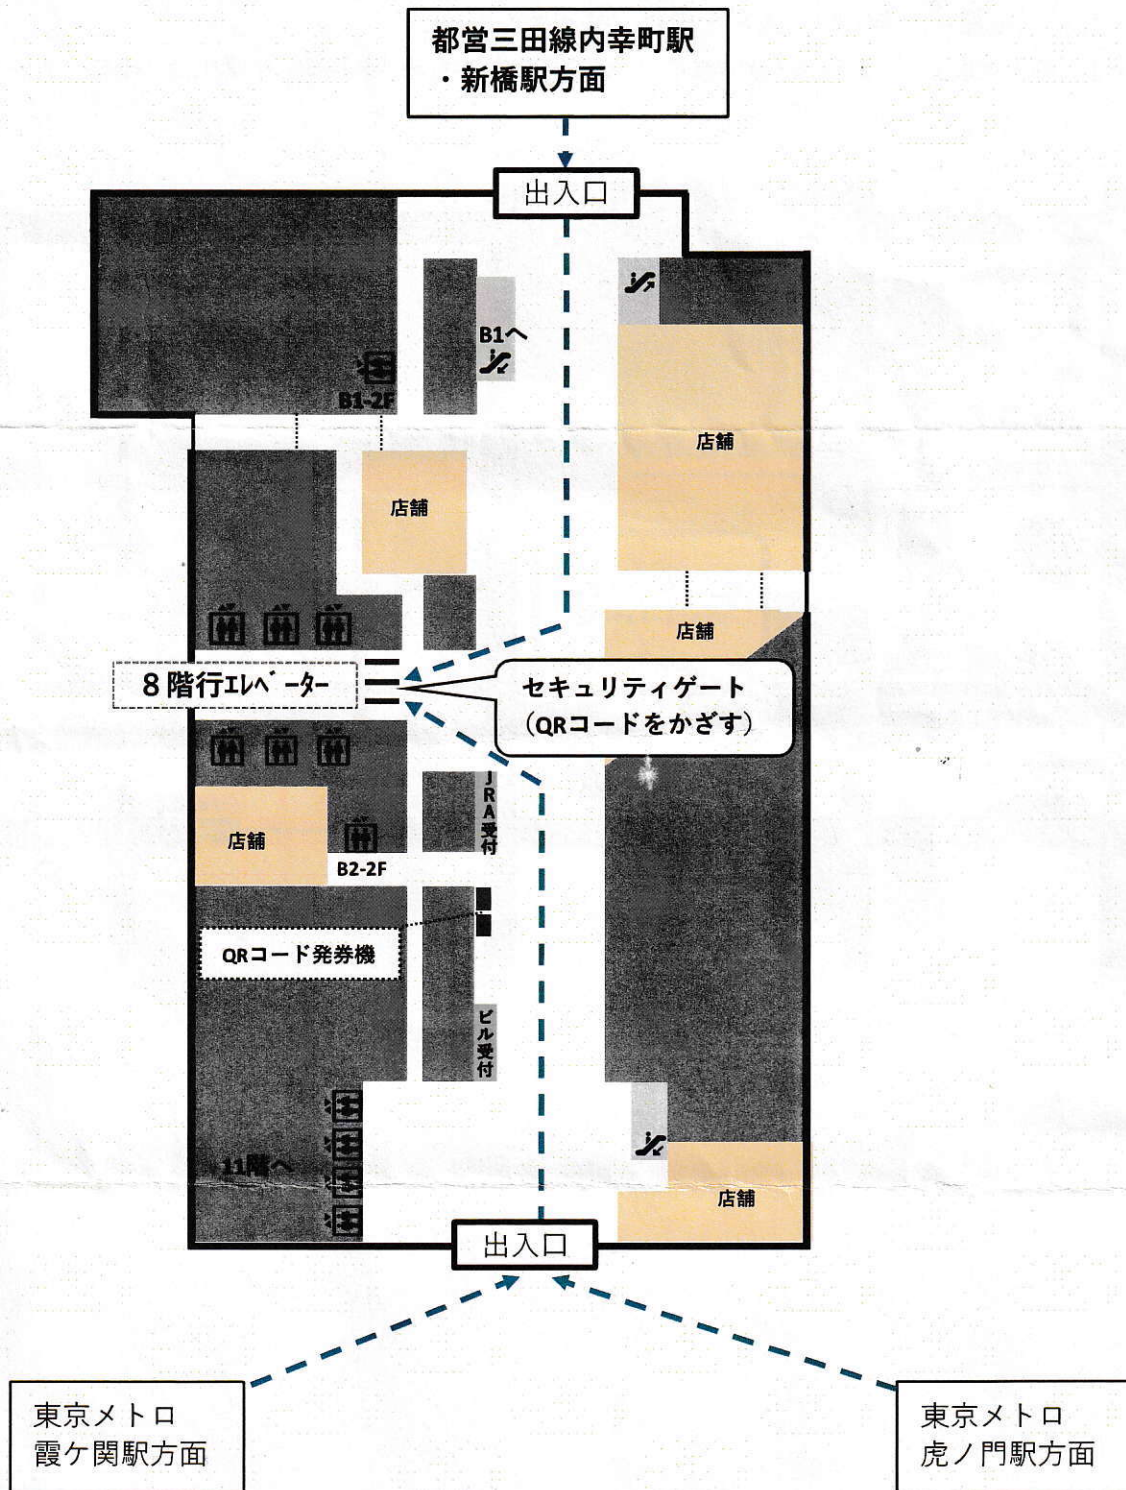 都営三田線内幸町駅
・新橋駅方面
出入口
B1へ
B1-2F
店舗
店舗
店舗
8階行エレベーター
セキュリティゲート
(QRコードをかざす)
JRA受付
店舗
B2-2F
QRコード発券機
ビル受付
11階へ
店舗
出入口
東京メトロ
霞ケ関駅方面
東京メトロ
虎ノ門駅方面